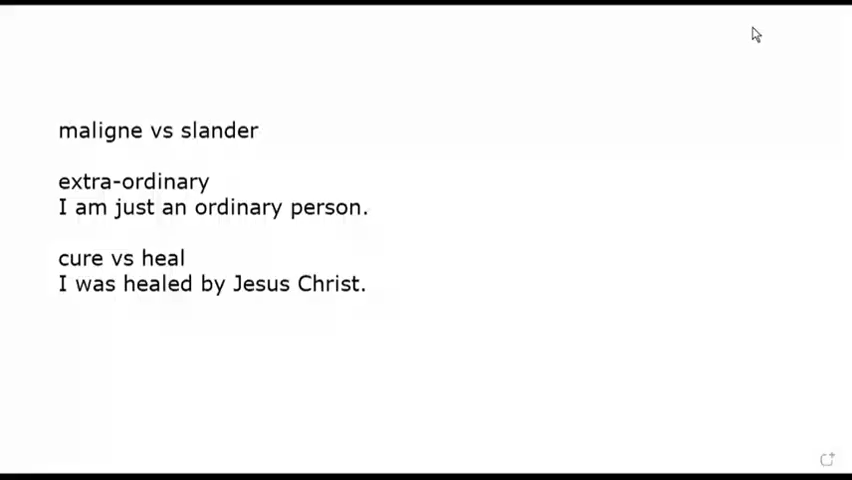 maligne vs slander
extra-ordinary
I am just an ordinary person.
cure vs heal
I was healed by Jesus Christ.